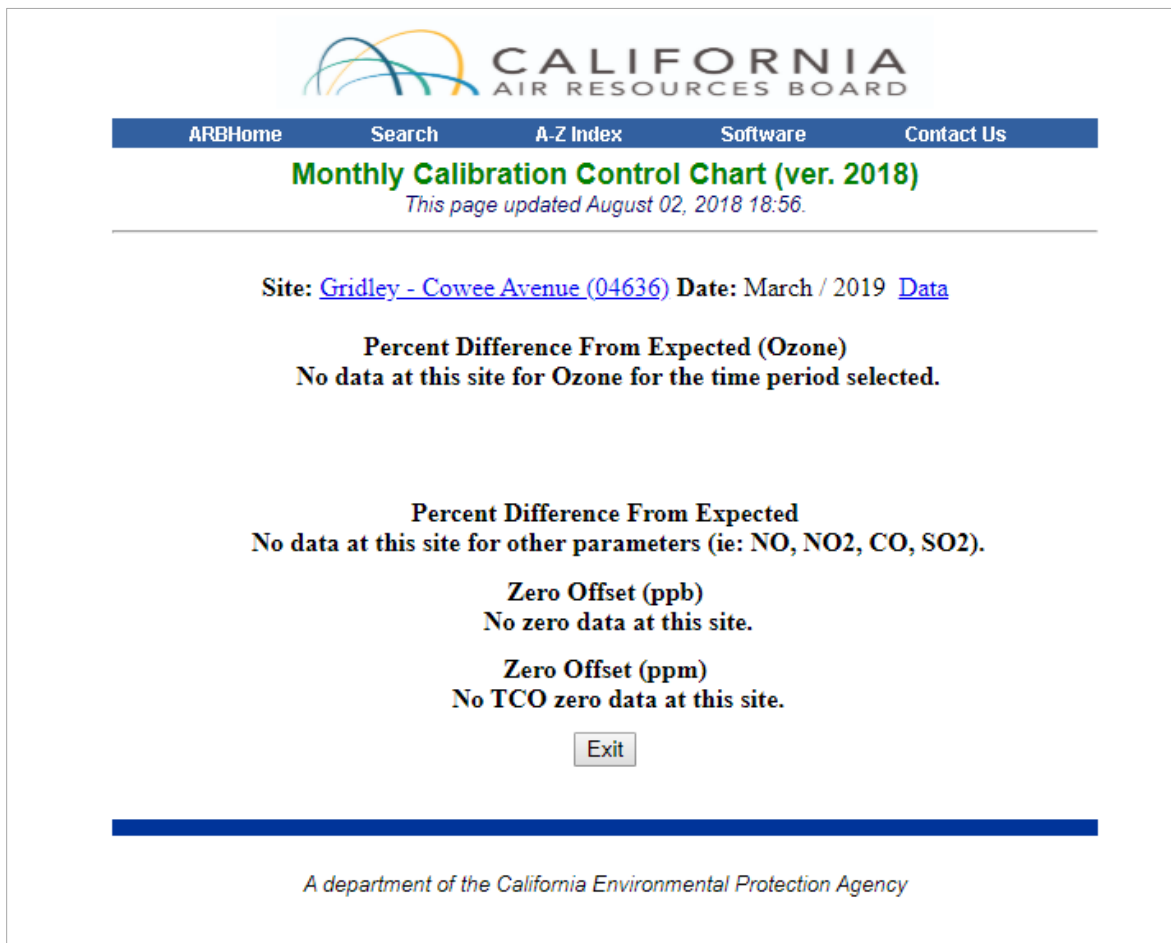 CALIFORNIA
AIR RESOURCES BOARD
ARBHome Search A-Z Index Software Contact Us
Monthly Calibration Control Chart (ver. 2018)
This page updated August 02, 2018 18:56.
Site: Gridley - Cowee Avenue (04636) Date: March / 2019 Data
Percent Difference From Expected (Ozone)
No data at this site for Ozone for the time period selected.
Percent Difference From Expected
No data at this site for other parameters (ie: NO, NO2, CO, SO2).
Zero Offset (ppb)
No zero data at this site.
Zero Offset (ppm)
No TCO zero data at this site.
Exit
A department of the California Environmental Protection Agency